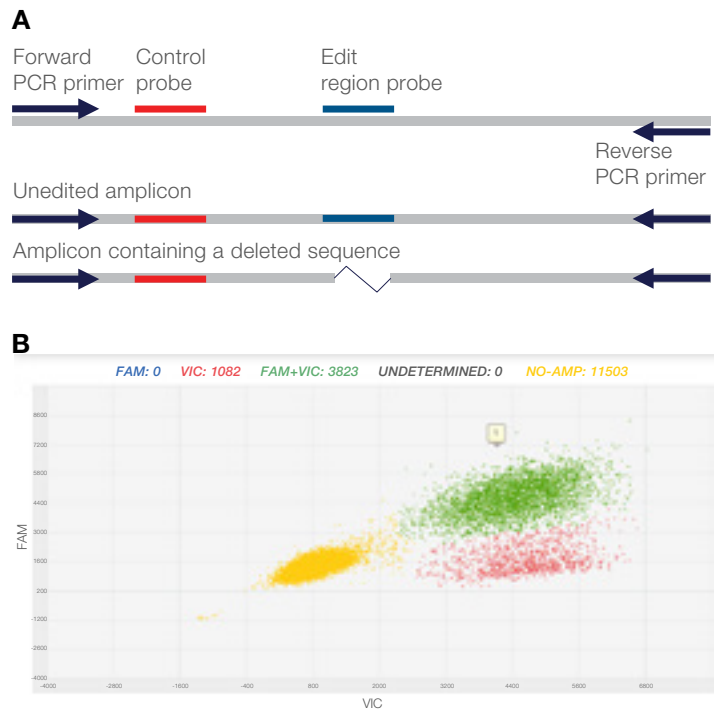 A
Forward
PCR primer
Control
probe
Edit
region probe
Reverse
PCR primer
Unedited amplicon
Amplicon containing a deleted sequence
B
FAM: 0 VIC: 1082 FAM+VIC: 3823 UNDETERMINED: 0 NO-AMP: 11503
FAM
8600
7200
5800
4400
3000
1600
200
-1200
-2600
-4000
-4000 -2800 -1600 -400 800 2000 3200 4400 5600 6800
VIC